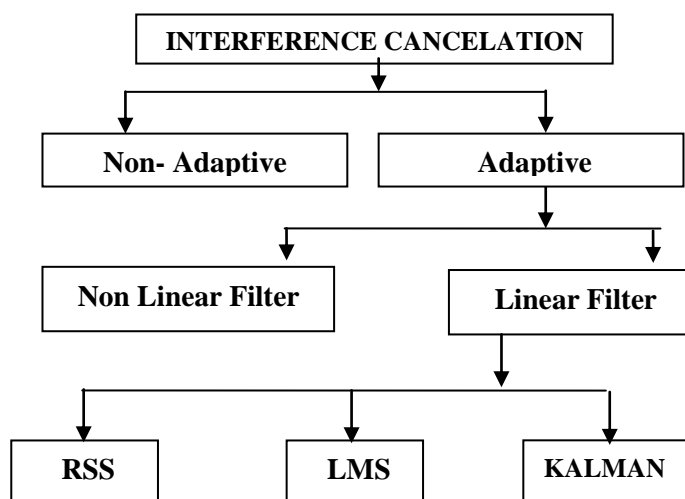 INTERFERENCE CANCELATION
Non- Adaptive
Adaptive
Non Linear Filter
Linear Filter
RSS
LMS
KALMAN